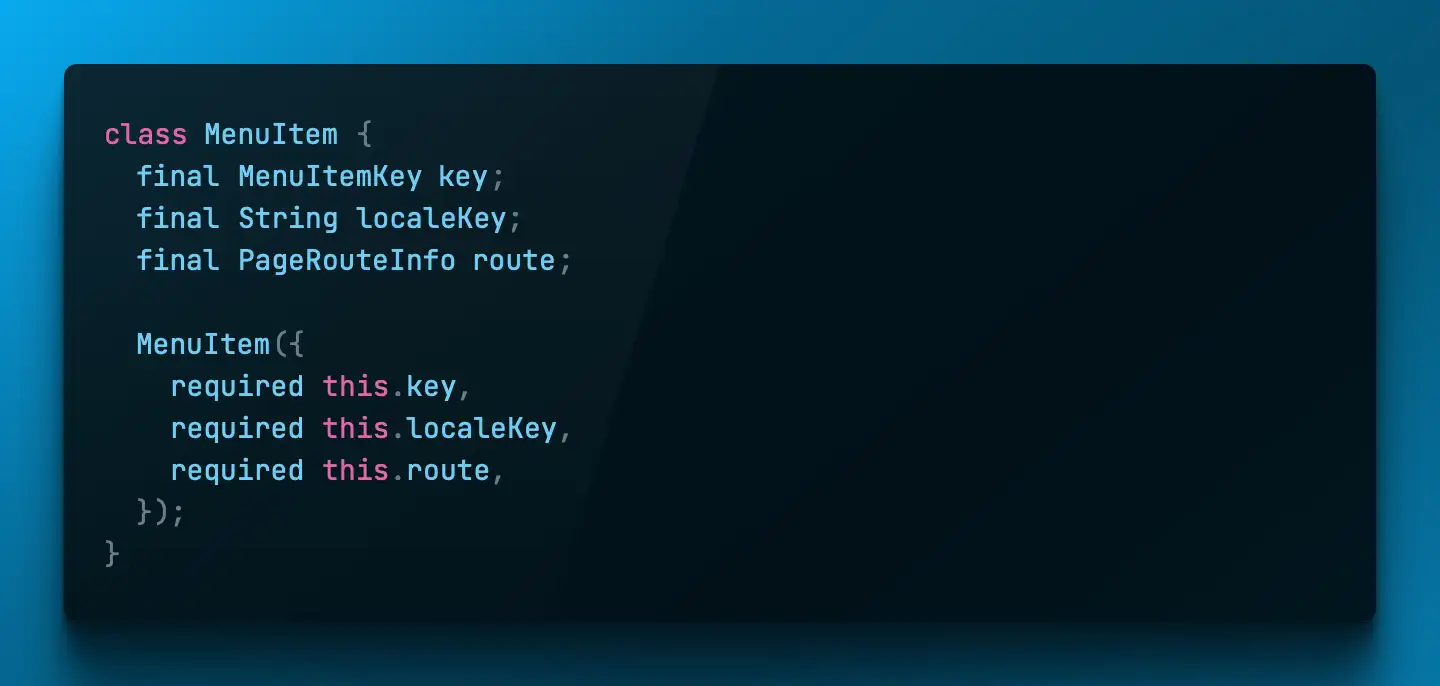 class MenuItem {
  final MenuItemKey key;
  final String localeKey;
  final PageRouteInfo route;

  MenuItem({
    required this.key,
    required this.localeKey,
    required this.route,
  });
}